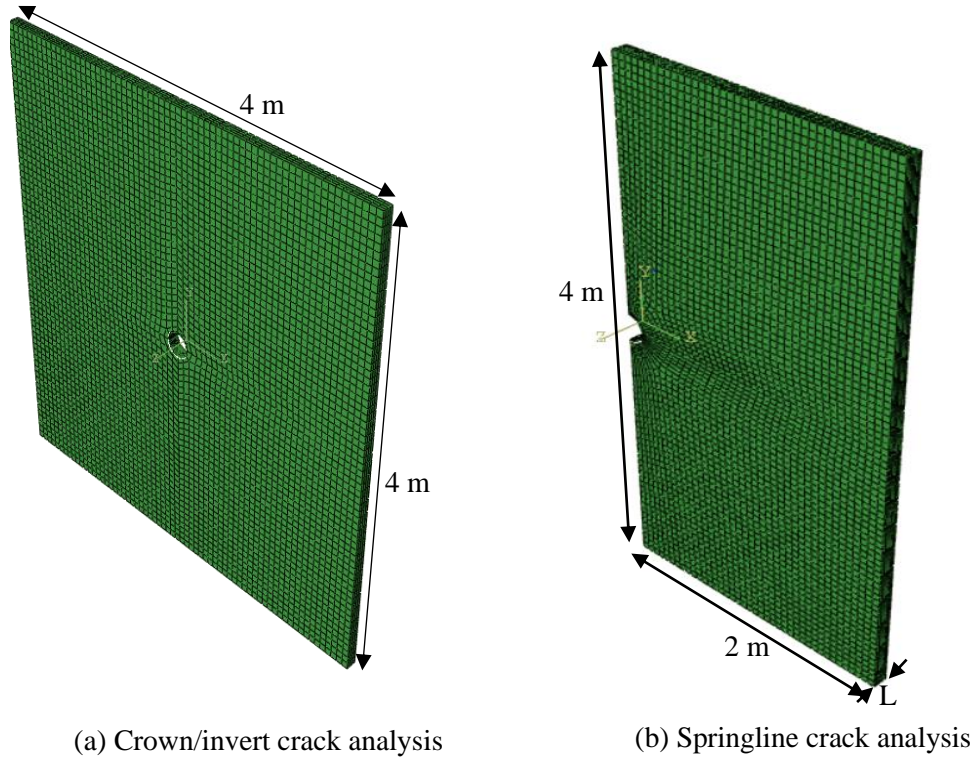 4 m
4 m
(a) Crown/invert crack analysis
4 m
Y
Z
X
2 m
L
(b) Springline crack analysis